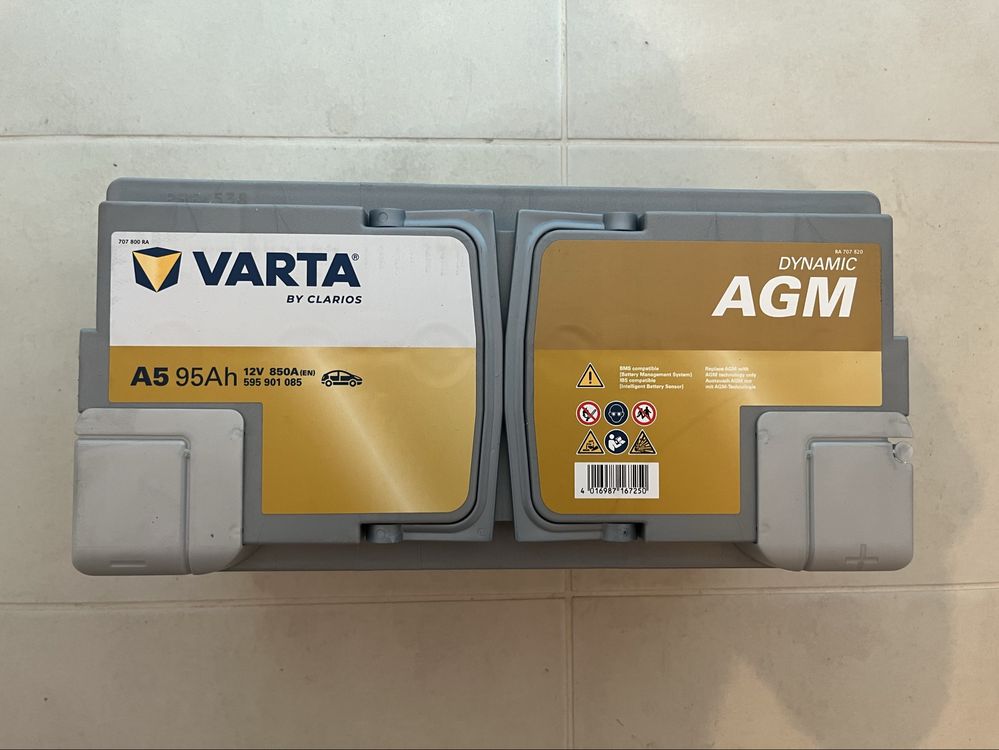 707 800 RA
VARTA®
BY CLARIOS
A5 95Ah 12V 850A(EN)
595 901 085
RA 707 820
DYNAMIC
AGM
BMS compatible
(Battery Management System)
IBS compatible
(Intelligent Battery Sensor)
Replace AGM with
AGM technology only
Austausch AGM nur
mit AGM-Technologie
4 016987 167250
−
+